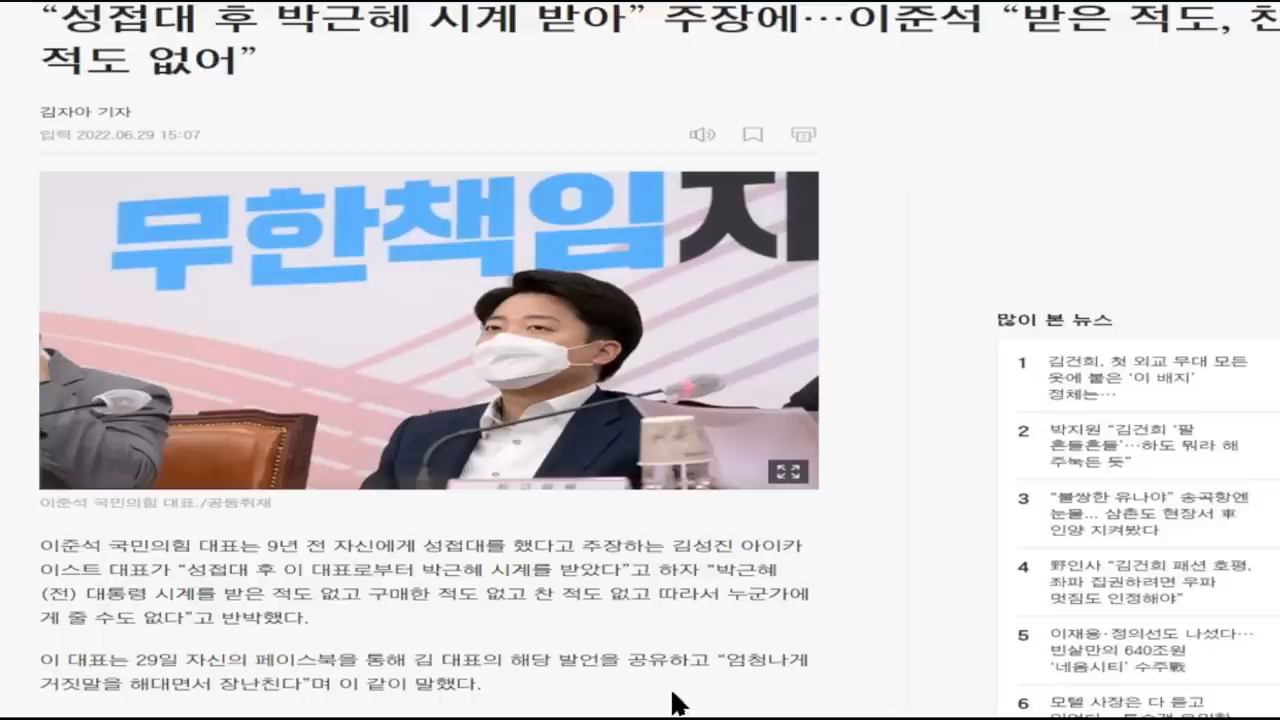 “성접대 후 박근혜 시계 받아” 주장에…이준석 “받은 적도, 찬
적도 없어”
김자아 기자
입력 2022.06.29 15:07
무한책임지
이준석 국민의힘 대표./공동취재
이준석 국민의힘 대표는 9년 전 자신에게 성접대를 했다고 주장하는 김성진 아이카
이스트 대표가 “성접대 후 이 대표로부터 박근혜 시계를 받았다”고 하자 “박근혜
(전) 대통령 시계를 받은 적도 없고 구매한 적도 없고 찬 적도 없고 따라서 누군가에
게 줄 수도 없다”고 반박했다.
이 대표는 29일 자신의 페이스북을 통해 김 대표의 해당 발언을 공유하고 “엄청나게
거짓말을 해대면서 장난친다”며 이 같이 말했다.
많이 본 뉴스
1 김건희, 첫 외교 무대 모든
옷에 붙은 ‘이 배지’
정체는…
2 박지원 “김건희 ‘팔
흔들흔들’…하도 뭐라 해
주눅든 듯”
3 “불쌍한 유나야” 송곡항엔
눈물... 삼촌도 현장서 車
인양 지켜봤다
4 野인사 “김건희 패션 호평,
좌파 집권하려면 우파
멋짐도 인정해야”
5 이재용·정의선도 나섰다…
빈살만의 640조원
‘네옴시티’ 수주戰
6 모텔 사장은 다 듣고